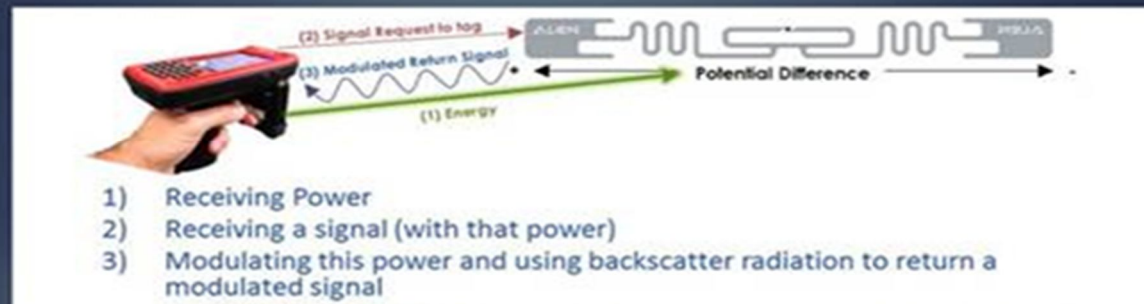 (2) Signal Request to tag
ALIEN
(3) Modulated Return Signal
+
Potential Difference
-
(1) Energy
1) Receiving Power
2) Receiving a signal (with that power)
3) Modulating this power and using backscatter radiation to return a
modulated signal